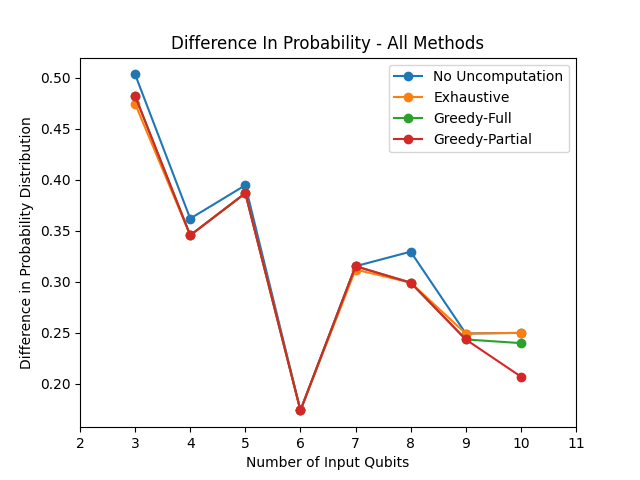 Difference In Probability - All Methods
No Uncomputation
Exhaustive
Greedy-Full
Greedy-Partial
Difference in Probability Distribution
0.50
0.45
0.40
0.35
0.30
0.25
0.20
2 3 4 5 6 7 8 9 10 11
Number of Input Qubits